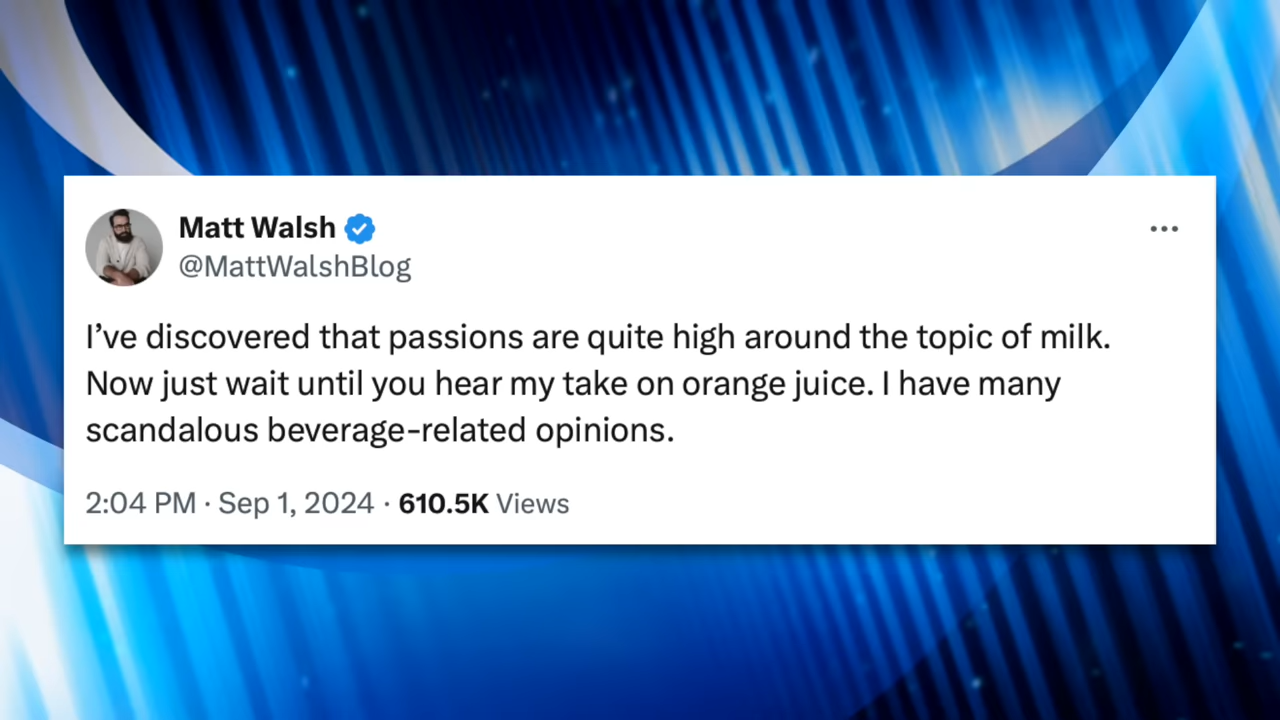 Matt Walsh
@MattWalshBlog
I’ve discovered that passions are quite high around the topic of milk.
Now just wait until you hear my take on orange juice. I have many
scandalous beverage-related opinions.
2:04 PM · Sep 1, 2024 · 610.5K Views